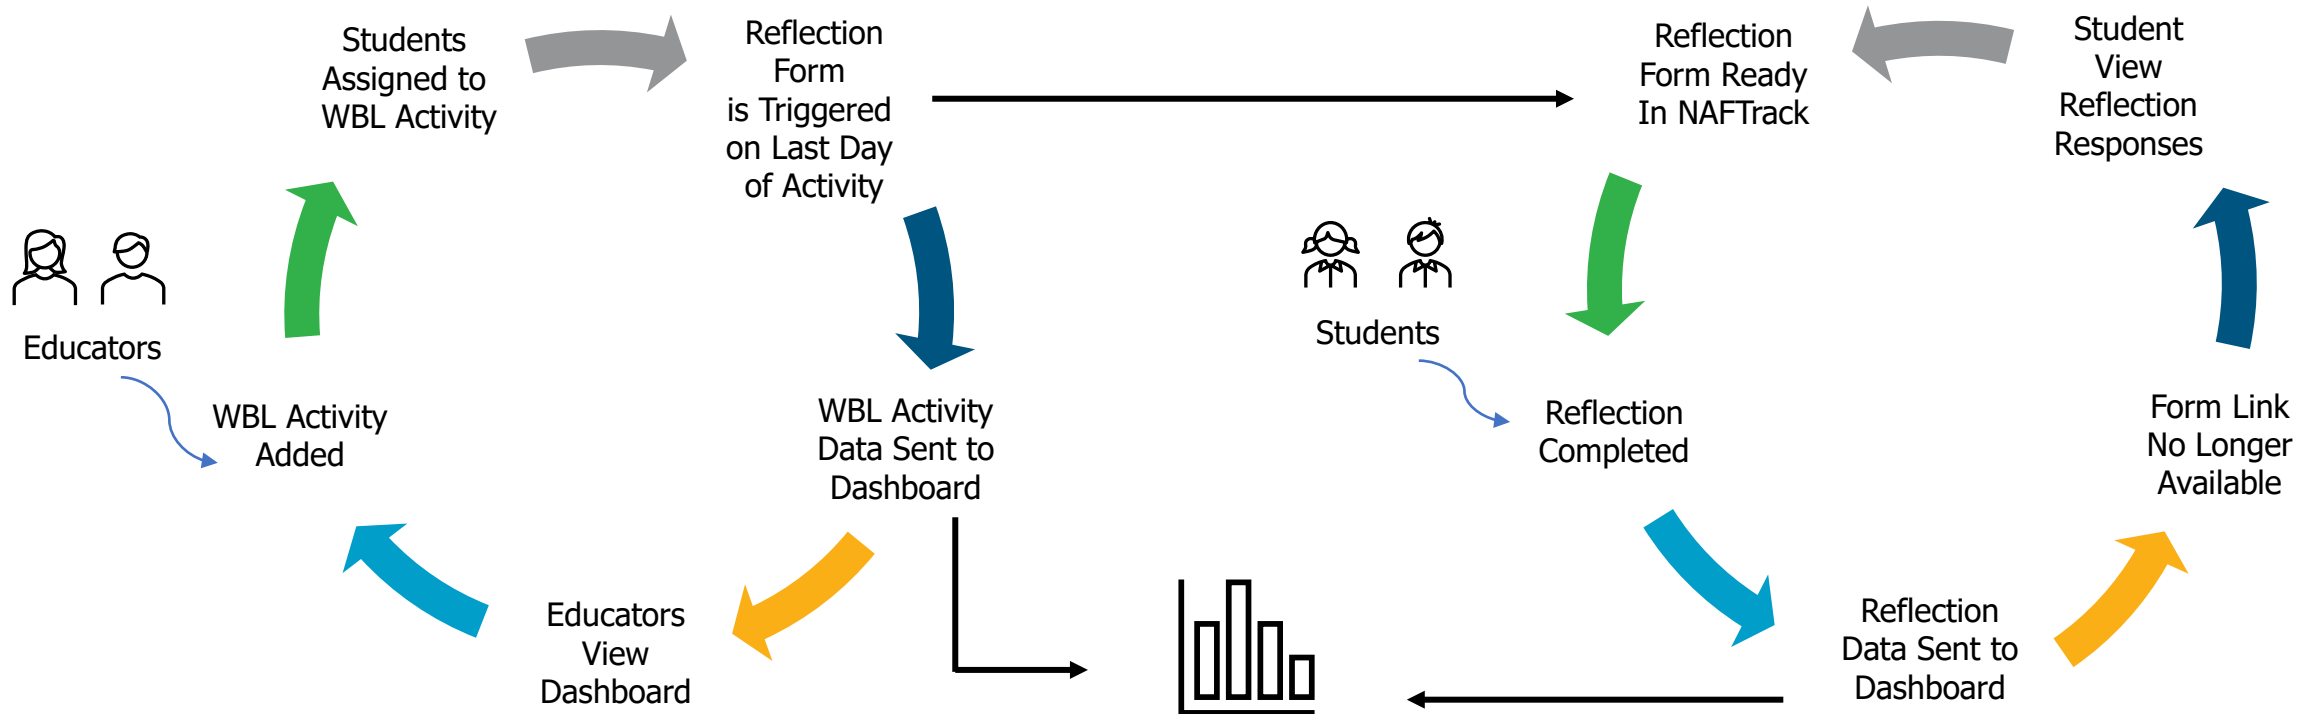 Students
Assigned to
WBL Activity
Reflection
Form
is Triggered
on Last Day
of Activity
Reflection
Form Ready
In NAFTrack
Student
View
Reflection
Responses
Educators
Students
WBL Activity
Added
WBL Activity
Data Sent to
Dashboard
Reflection
Completed
Form Link
No Longer
Available
Educators
View
Dashboard
Reflection
Data Sent to
Dashboard